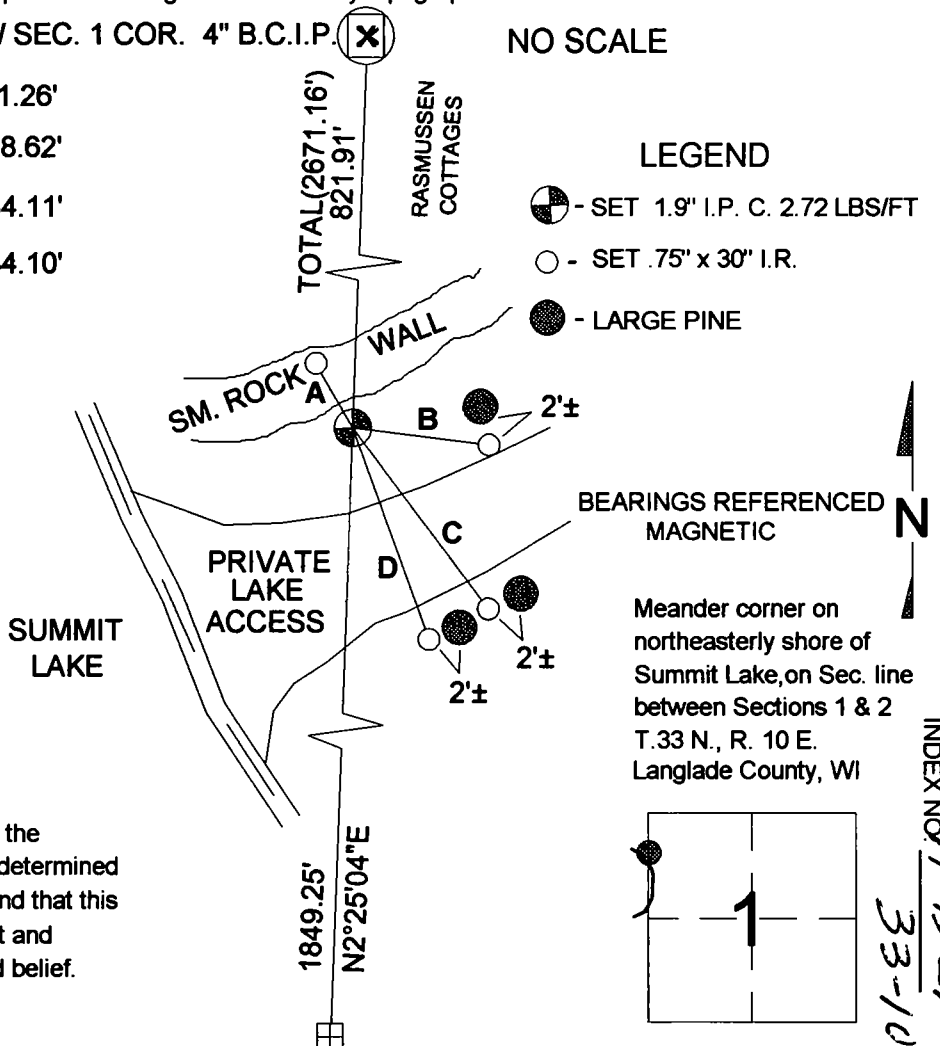 SEC. 1 COR. 4" B.C.I.P.
NO SCALE
1.26'
8.62'
4.11'
4.10'
TOTAL(2671.16')
821.91'
RASMUSSEN
COTTAGES
LEGEND
- SET 1.9" I.P. C. 2.72 LBS/FT
- SET .75" x 30" I.R.
- LARGE PINE
SM. ROCK WALL
A
B
2'±
C
D
BEARINGS REFERENCED
MAGNETIC
N
PRIVATE
LAKE
ACCESS
SUMMIT
LAKE
2'±
2'±
Meander corner on
northeasterly shore of
Summit Lake,on Sec. line
between Sections 1 & 2
T.33 N., R. 10 E.
Langlade County, WI
INDEX NO.
33-10
1
the
determined
nd that this
t and
d belief.
1849.25'
N2°25'04"E